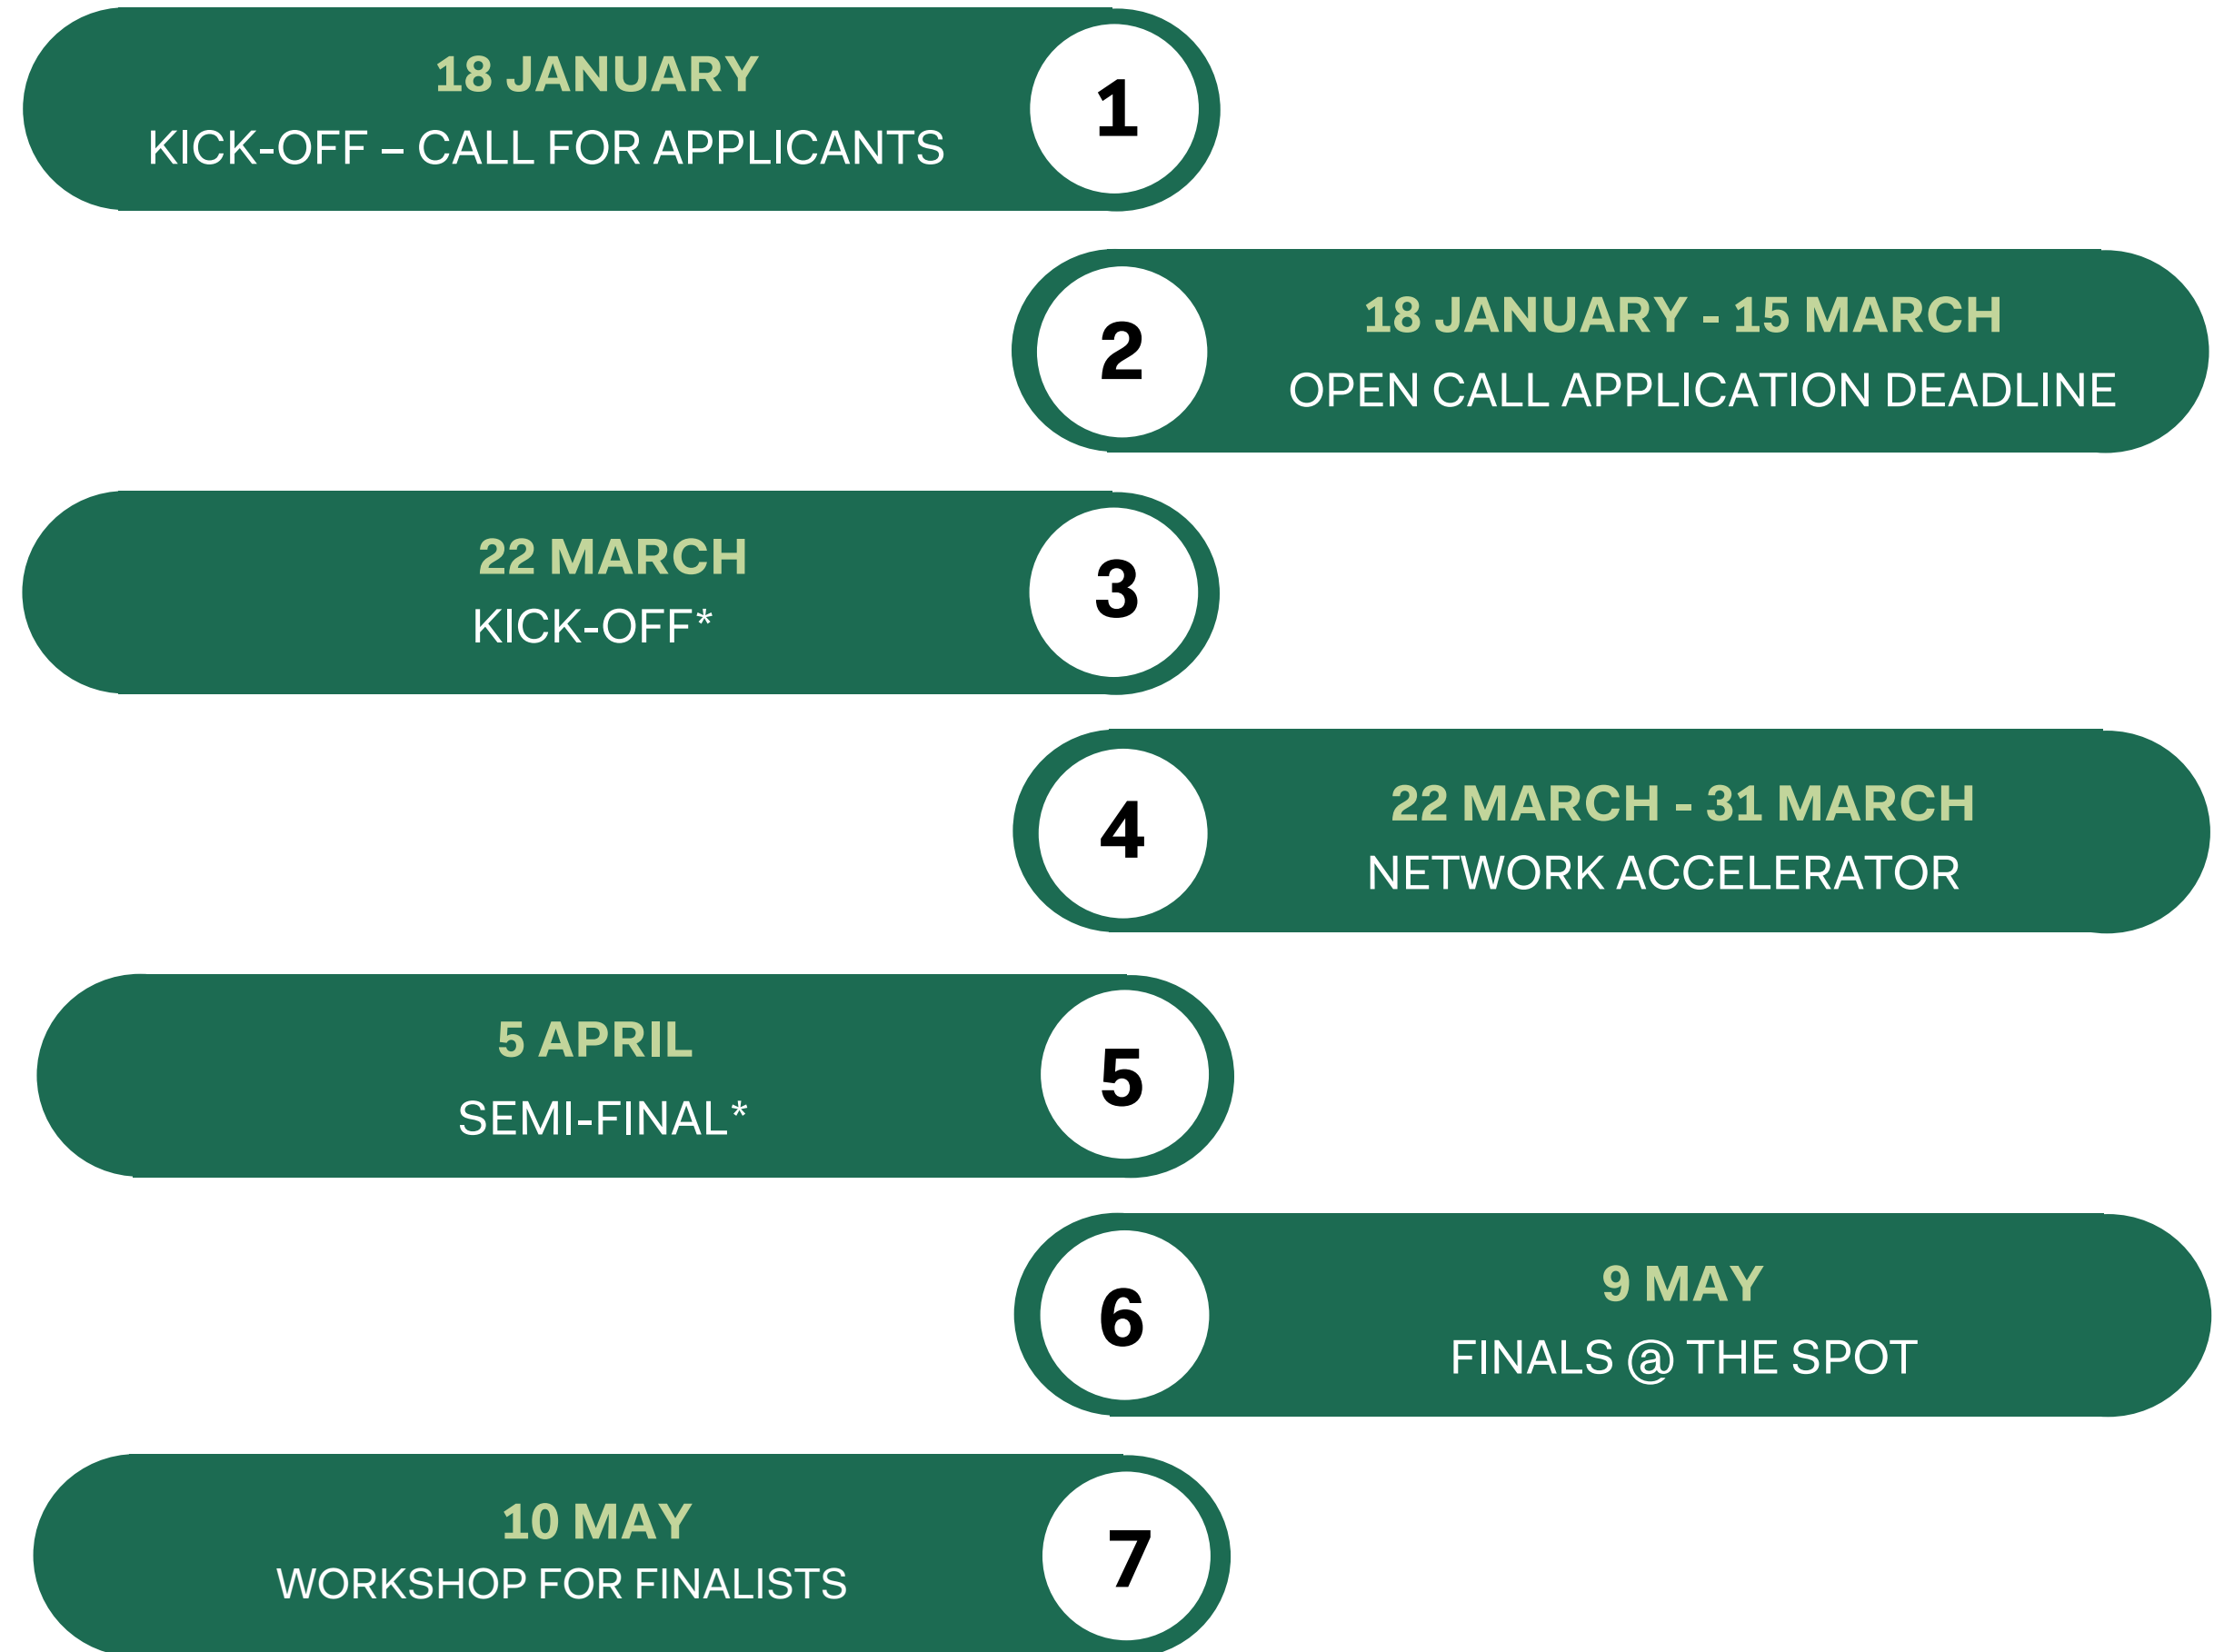 18 JANUARY
KICK-OFF – CALL FOR APPLICANTS
1
2
18 JANUARY - 15 MARCH
OPEN CALL APPLICATION DEADLINE
22 MARCH
KICK-OFF*
3
4
22 MARCH - 31 MARCH
NETWORK ACCELERATOR
5 APRIL
SEMI-FINAL*
5
6
9 MAY
FINALS @ THE SPOT
10 MAY
WORKSHOP FOR FINALISTS
7